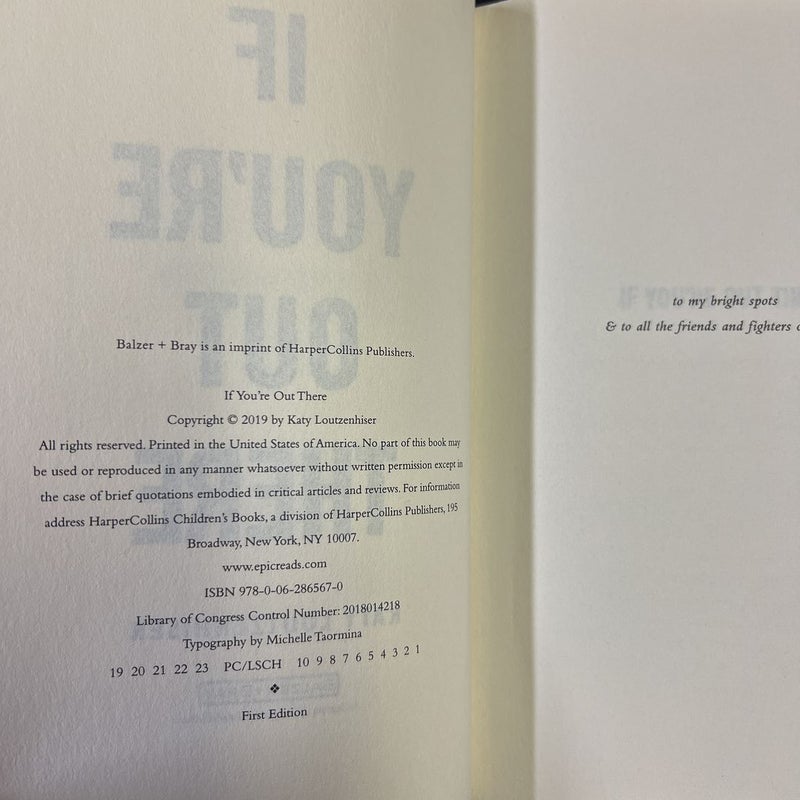 IF
YOU'RE
OUT
Balzer + Bray is an imprint of HarperCollins Publishers.
If You're Out There
Copyright © 2019 by Katy Loutzenhiser
All rights reserved. Printed in the United States of America. No part of this book may
be used or reproduced in any manner whatsoever without written permission except in
the case of brief quotations embodied in critical articles and reviews. For information
address HarperCollins Children's Books, a division of HarperCollins Publishers, 195
Broadway, New York, NY 10007.
www.epicreads.com
ISBN 978-0-06-286567-0
Library of Congress Control Number: 2018014218
Typography by Michelle Taormina
19 20 21 22 23 PC/LSCH 10 9 8 7 6 5 4 3 2 1
❖
First Edition
to my bright spots
& to all the friends and fighters